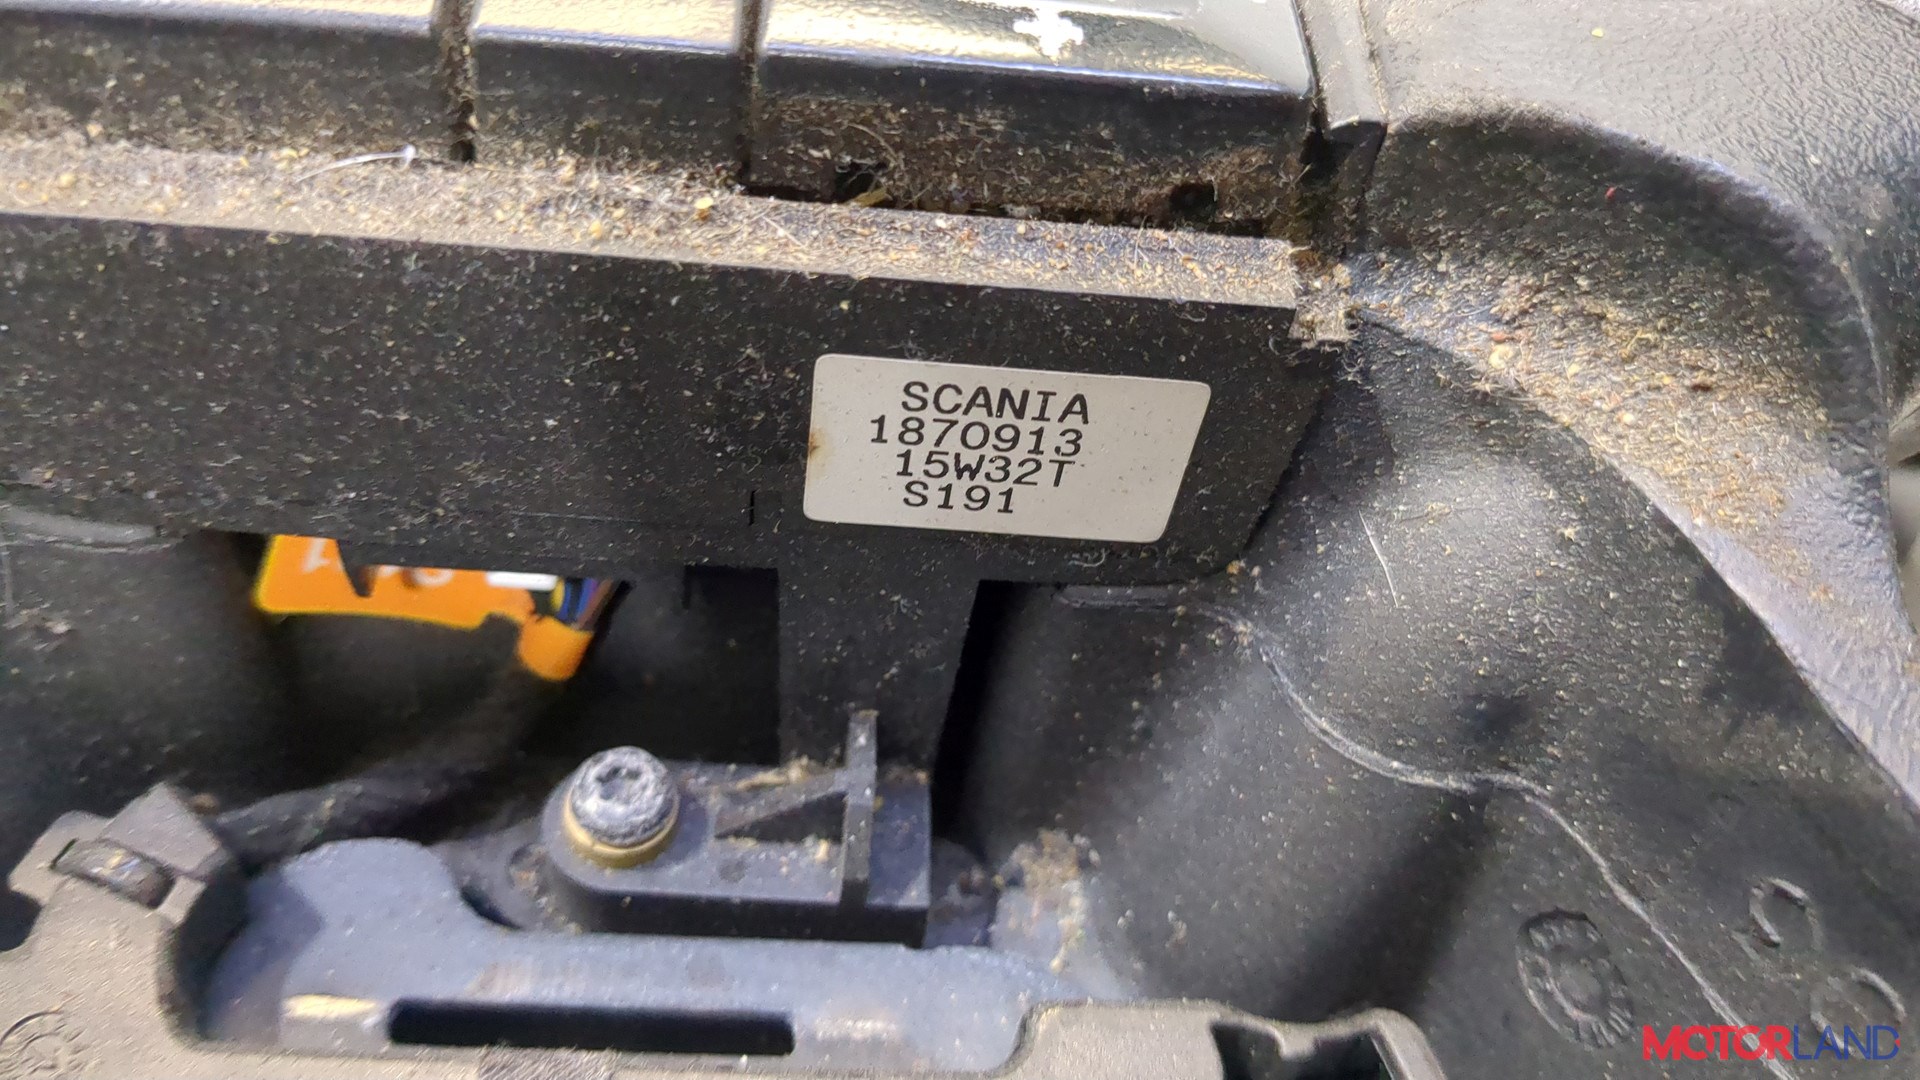 SCANIA
1870913
15W32T
S191
MOTORLAND